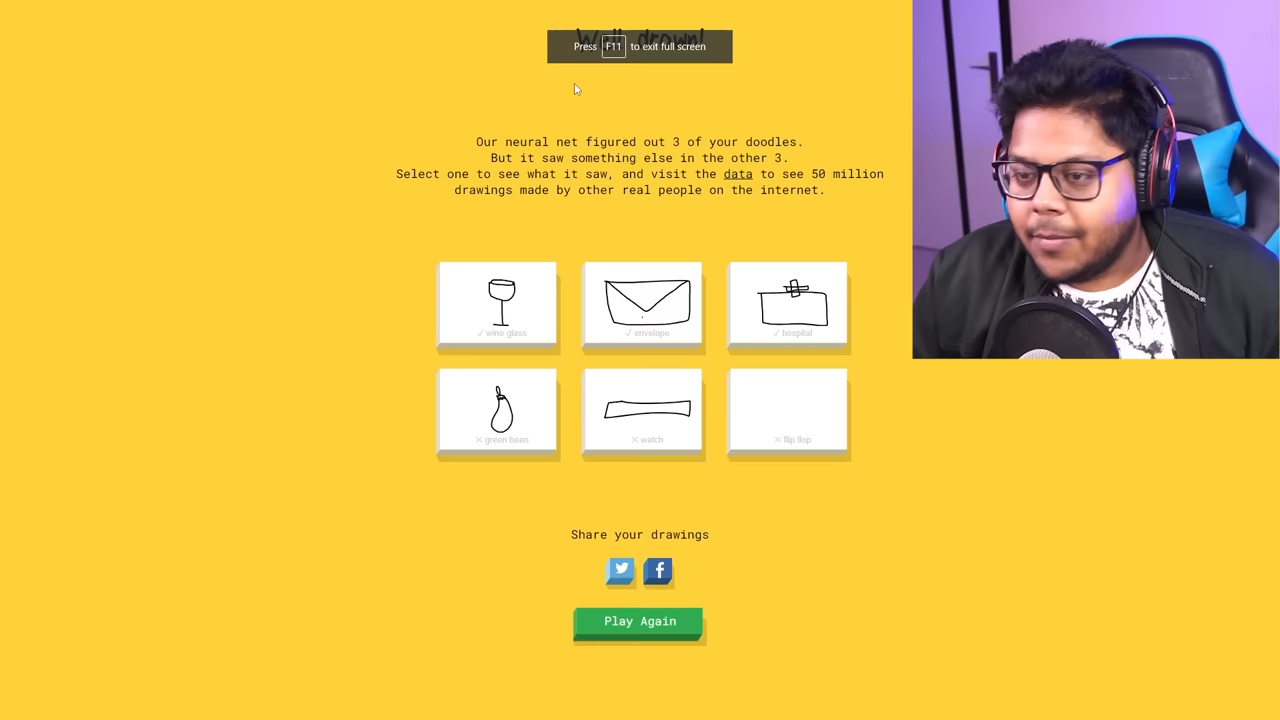 Well drawn!
Press F11 to exit full screen
Our neural net figured out 3 of your doodles.
But it saw something else in the other 3.
Select one to see what it saw, and visit the data to see 50 million
drawings made by other real people on the internet.
✓ wine glass
✓ envelope
✓ hospital
✕ green bean
✕ watch
✕ flip flop
Share your drawings
Play Again